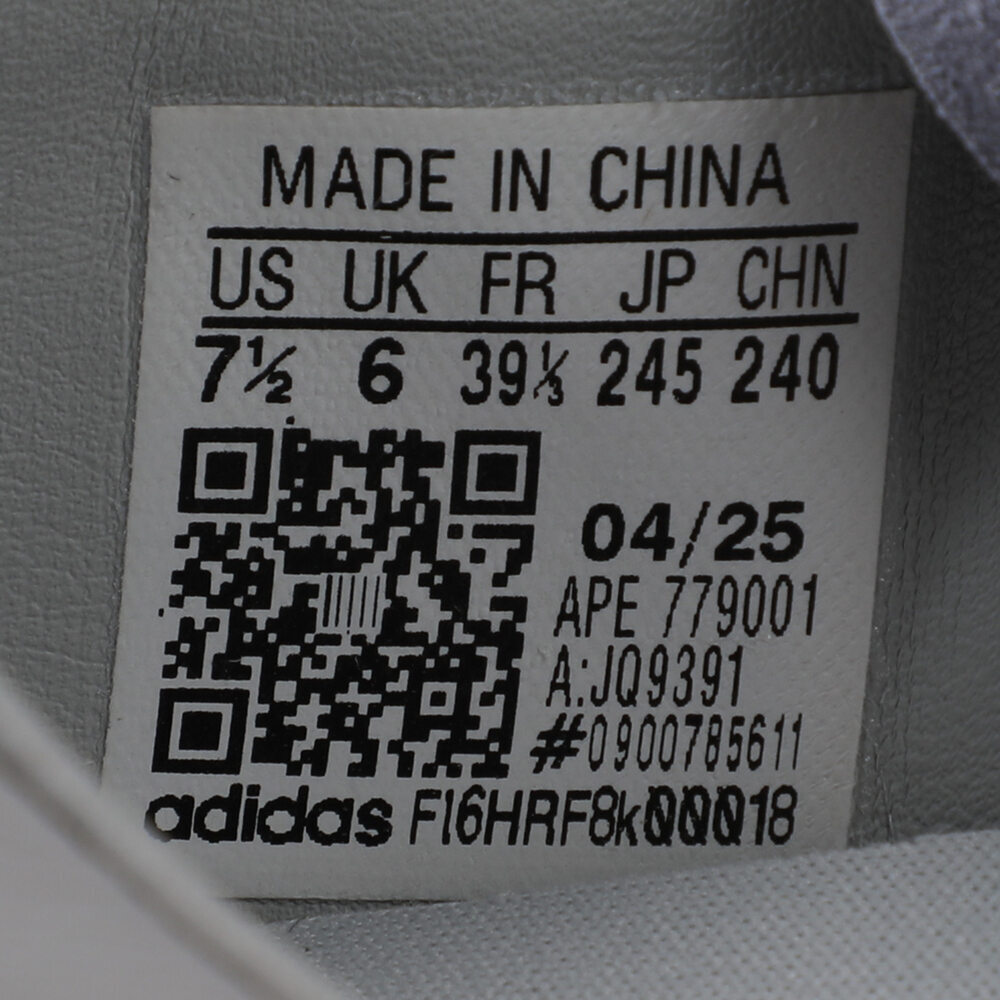 MADE IN CHINA
US UK FR JP CHN
7½ 6 39⅓ 245 240
04/25
APE 779001
A:JQ9391
#0900785611
adidas Fl6HRF8k00018